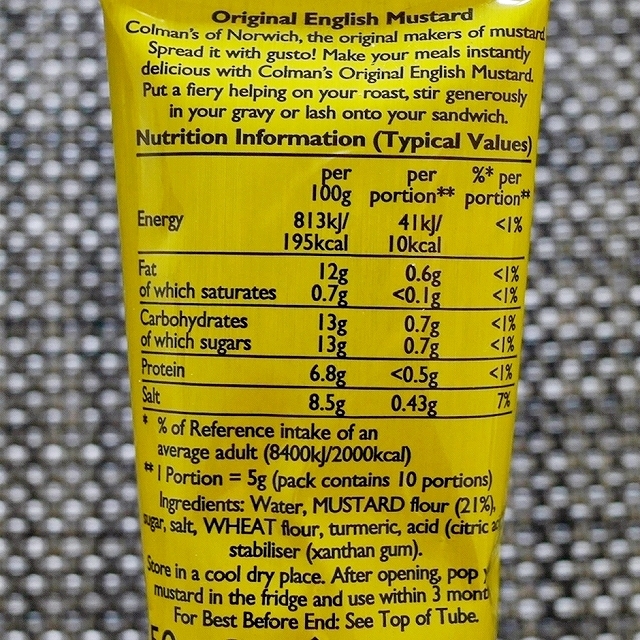 Original English Mustard
Colman's of Norwich, the original makers of mustard
Spread it with gusto! Make your meals instantly
delicious with Colman's Original English Mustard.
Put a fiery helping on your roast, stir generously
in your gravy or lash onto your sandwich.
Nutrition Information (Typical Values)
per 100g per portion** %* per portion**
Energy 813kJ/ 41kJ/ <1%
195kcal 10kcal
Fat 12g 0.6g <1%
of which saturates 0.7g <0.1g <1%
Carbohydrates 13g 0.7g <1%
of which sugars 13g 0.7g <1%
Protein 6.8g <0.5g <1%
Salt 8.5g 0.43g 7%
* % of Reference intake of an
average adult (8400kJ/2000kcal)
** 1 Portion = 5g (pack contains 10 portions)
Ingredients: Water, MUSTARD flour (21%),
sugar, salt, WHEAT flour, turmeric, acid (citric
stabiliser (xanthan gum).
Store in a cool dry place. After opening, pop
mustard in the fridge and use within 3
For Best Before End: See Top of Tube.